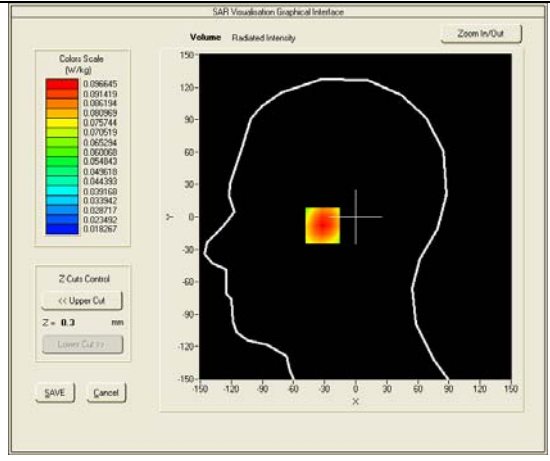 SAR Visualisation Graphical Interface
Volume Radiated Intensity
Zoom In/Out
Colors Scale
(W/kg)
0.096645
0.091419
0.086194
0.080969
0.075744
0.070519
0.065294
0.060068
0.054843
0.049618
0.044393
0.039168
0.033942
0.028717
0.023492
0.018267
Z Cuts Control
<< Upper Cut
Z = 0.3 mm
Lower Cut >>
SAVE Cancel
150
120
90
60
30
0
-30
-60
-90
-120
-150
Y
-150 -120 -90 -60 -30 0 30 60 90 120 150
X